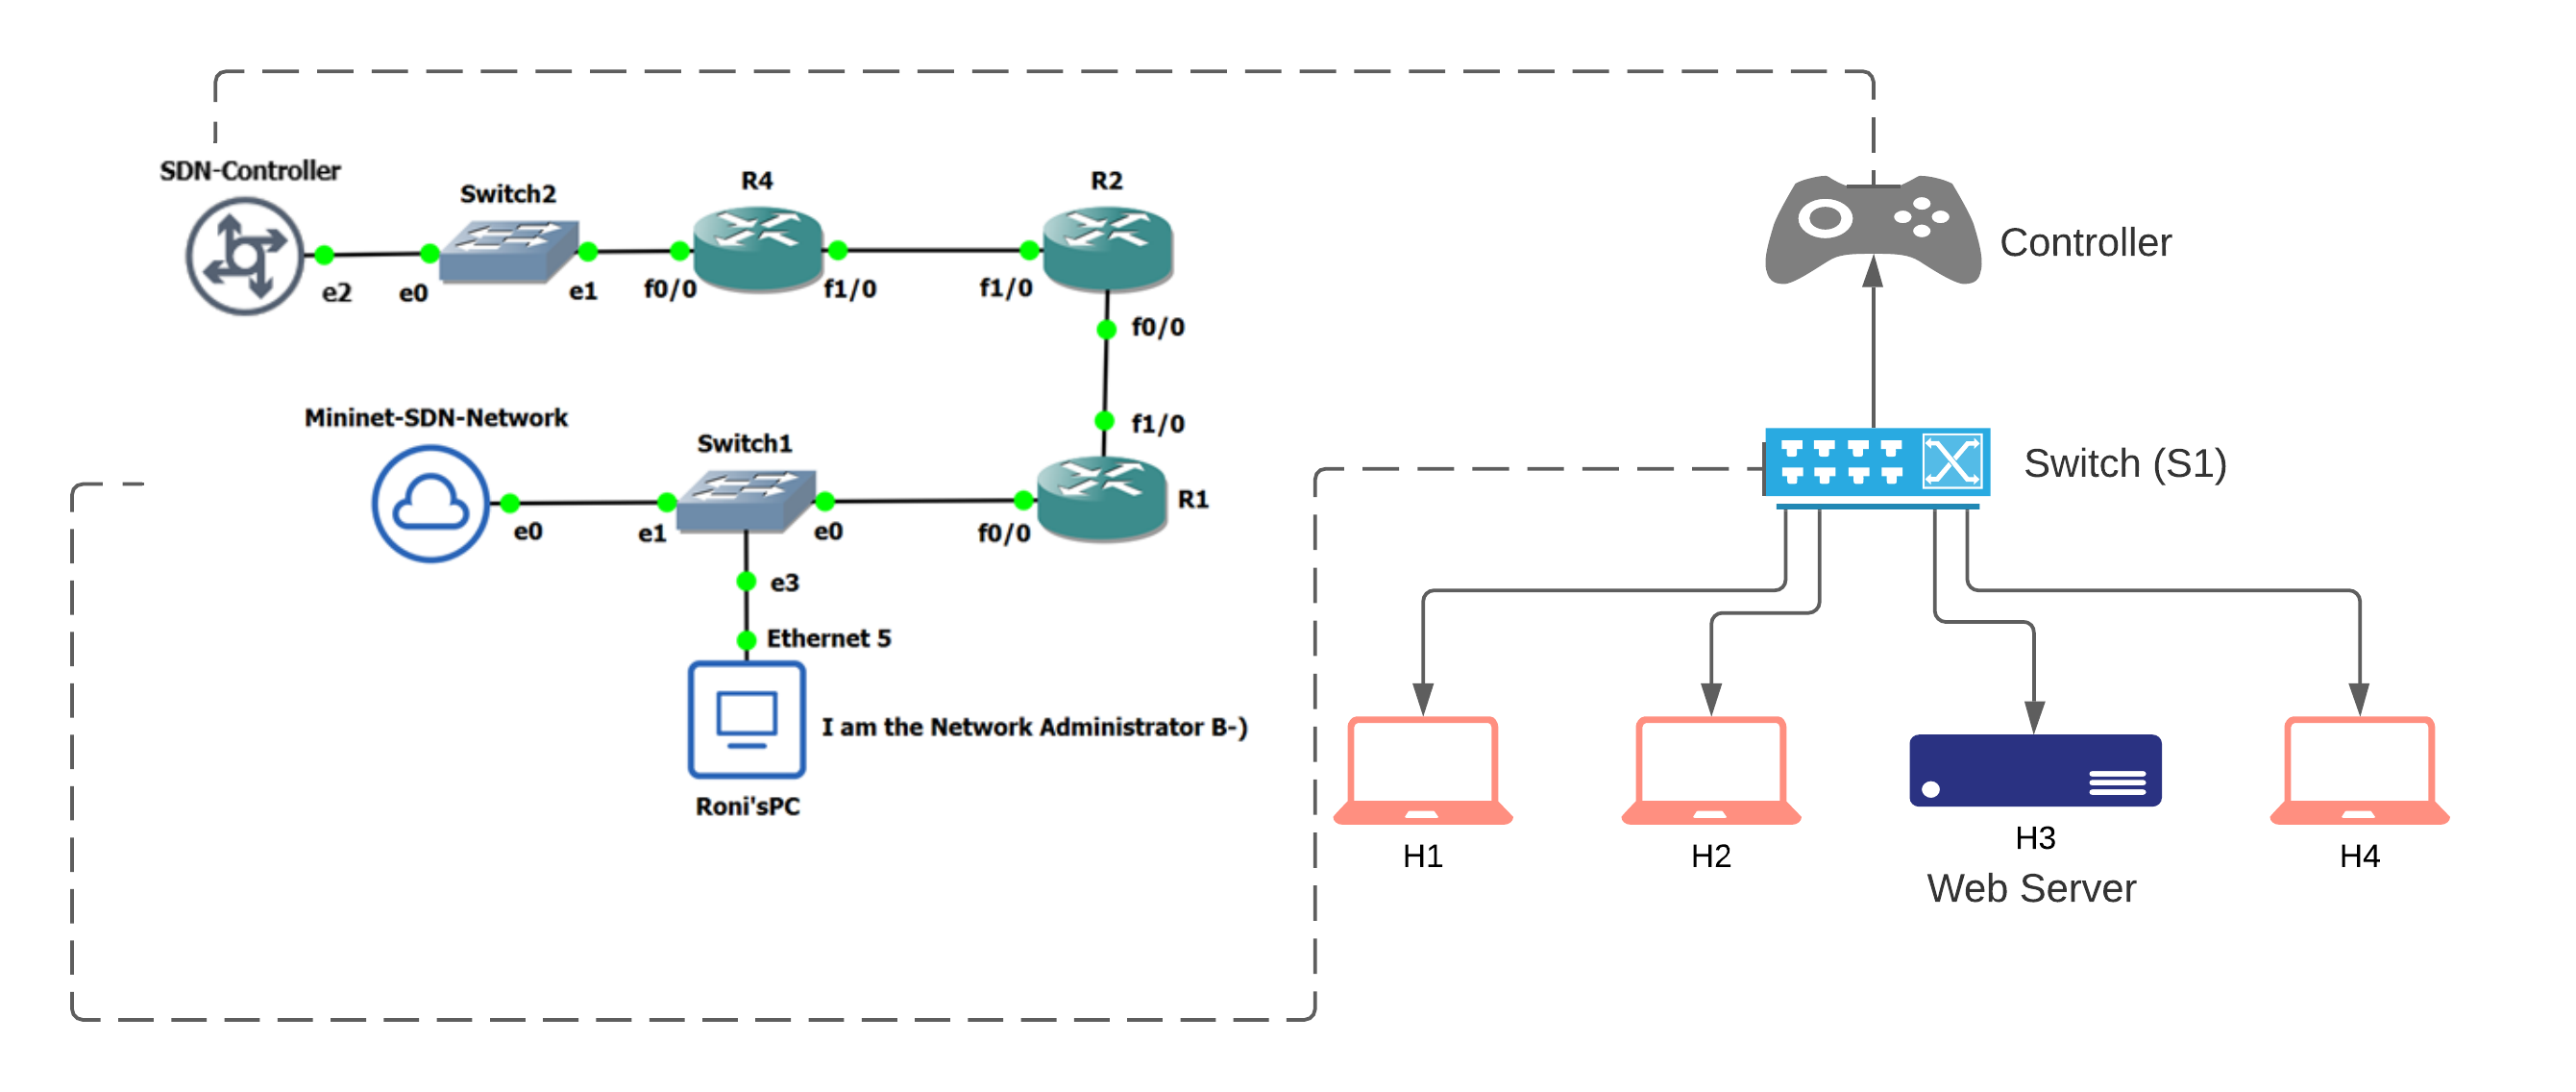 SDN-Controller
Switch2
R4
R2
e2
e0
e1
f0/0
f1/0
f1/0
f0/0
f1/0
Mininet-SDN-Network
Switch1
R1
e0
e1
e0
f0/0
e3
Ethernet 5
I am the Network Administrator B-)
Roni'sPC
Controller
Switch (S1)
H1
H2
H3
Web Server
H4